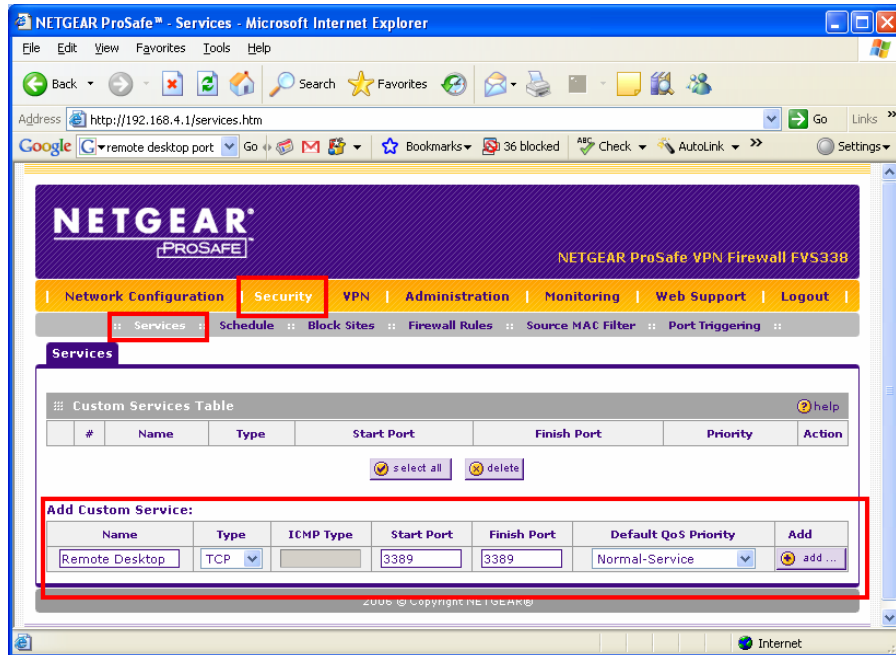 NETGEAR ProSafe™ - Services - Microsoft Internet Explorer
File Edit View Favorites Tools Help
Back Search Favorites
Address http://192.168.4.1/services.htm Go Links »
Google G remote desktop port Go Bookmarks 36 blocked ABC Check AutoLink » Settings
NETGEAR®
PROSAFE
NETGEAR ProSafe VPN Firewall FVS338
| Network Configuration | Security VPN | Administration | Monitoring | Web Support | Logout |
:: Services :: Schedule :: Block Sites :: Firewall Rules :: Source MAC Filter :: Port Triggering ::
Services
Custom Services Table ? help
# Name Type Start Port Finish Port Priority Action
select all delete
Add Custom Service:
Name Type ICMP Type Start Port Finish Port Default QoS Priority Add
Remote Desktop TCP 3389 3389 Normal-Service add ...
2006 © Copyright NETGEAR®
Internet